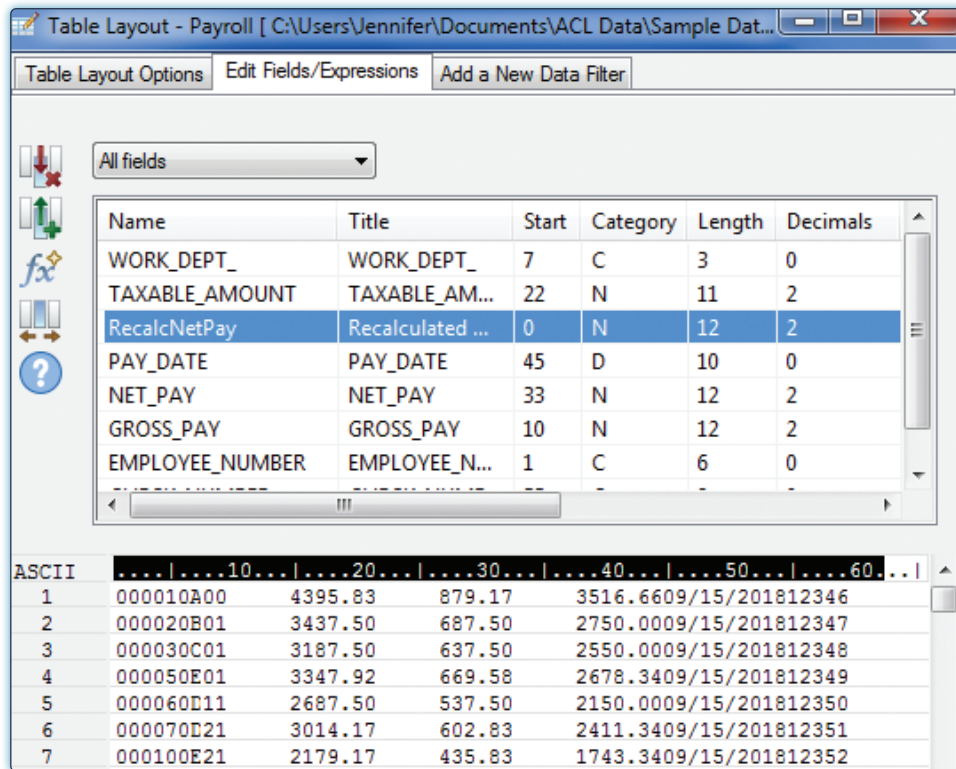 Table Layout - Payroll [ C:\Users\Jennifer\Documents\ACL Data\Sample Dat...
Table Layout Options Edit Fields/Expressions Add a New Data Filter
All fields
Name Title Start Category Length Decimals
WORK_DEPT_ WORK_DEPT_ 7 C 3 0
TAXABLE_AMOUNT TAXABLE_AM... 22 N 11 2
RecalcNetPay Recalculated ... 0 N 12 2
PAY_DATE PAY_DATE 45 D 10 0
NET_PAY NET_PAY 33 N 12 2
GROSS_PAY GROSS_PAY 10 N 12 2
EMPLOYEE_NUMBER EMPLOYEE_N... 1 C 6 0
ASCII ....|....10...|....20...|....30...|....40...|....50...|....60...|
1 000010A00 4395.83 879.17 3516.6609/15/201812346
2 000020B01 3437.50 687.50 2750.0009/15/201812347
3 000030C01 3187.50 637.50 2550.0009/15/201812348
4 000050E01 3347.92 669.58 2678.3409/15/201812349
5 000060D11 2687.50 537.50 2150.0009/15/201812350
6 000070D21 3014.17 602.83 2411.3409/15/201812351
7 000100E21 2179.17 435.83 1743.3409/15/201812352